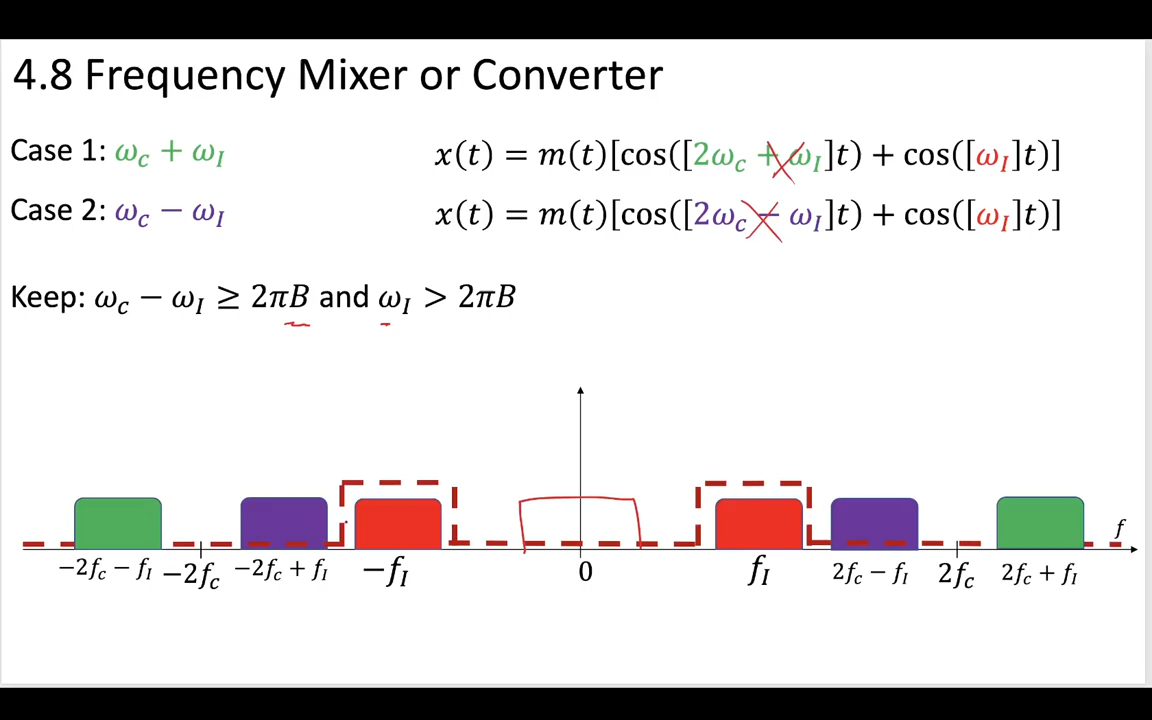 4.8 Frequency Mixer or Converter
Case 1: ω_c + ω_I x(t) = m(t)[cos([2ω_c + ω_I]t) + cos([ω_I]t)]
Case 2: ω_c − ω_I x(t) = m(t)[cos([2ω_c − ω_I]t) + cos([ω_I]t)]
Keep: ω_c − ω_I ≥ 2πB and ω_I > 2πB
f
−2f_c − f_I −2f_c −2f_c + f_I −f_I 0 f_I 2f_c − f_I 2f_c 2f_c + f_I